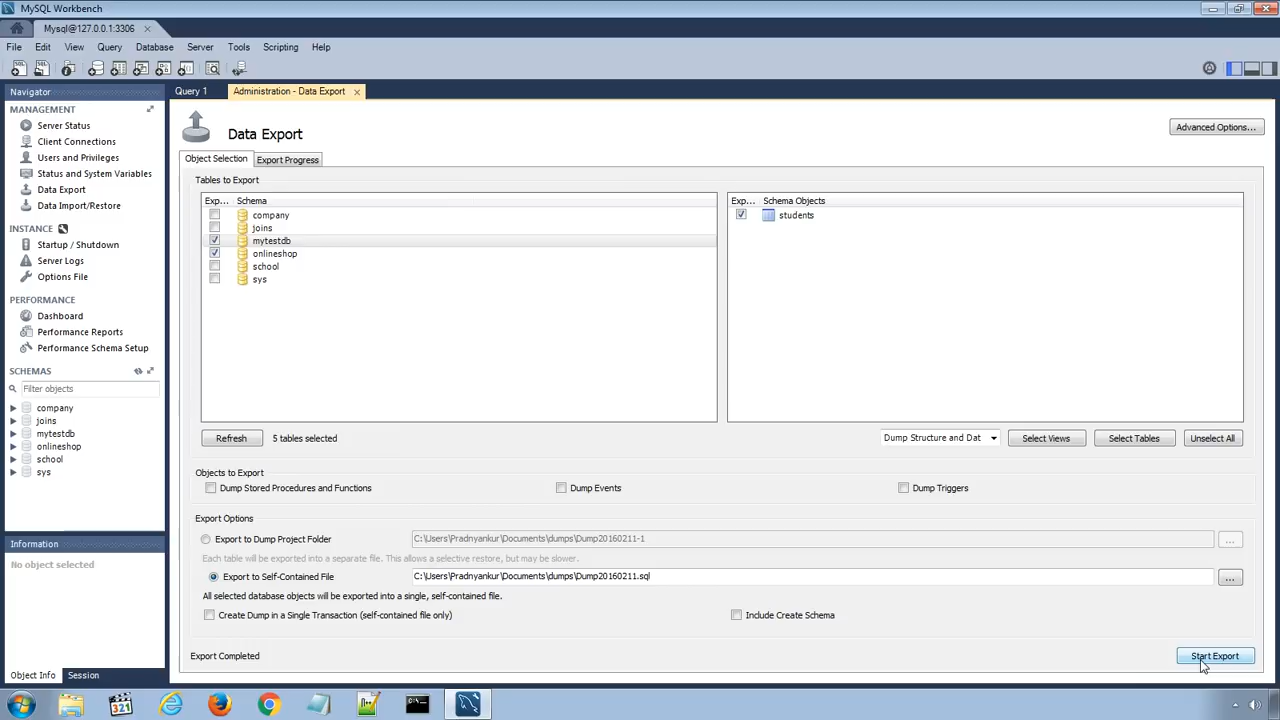 MySQL Workbench
Mysql@127.0.0.1:3306
File Edit View Query Database Server Tools Scripting Help
Navigator
MANAGEMENT
Server Status
Client Connections
Users and Privileges
Status and System Variables
Data Export
Data Import/Restore
INSTANCE
Startup / Shutdown
Server Logs
Options File
PERFORMANCE
Dashboard
Performance Reports
Performance Schema Setup
SCHEMAS
Filter objects
company
joins
mytestdb
onlineshop
school
sys
Information
No object selected
Object Info Session
Query 1 Administration - Data Export
Data Export
Advanced Options...
Object Selection Export Progress
Tables to Export
Exp... Schema
company
joins
mytestdb
onlineshop
school
sys
Exp... Schema Objects
students
Refresh 5 tables selected Dump Structure and Dat Select Views Select Tables Unselect All
Objects to Export
Dump Stored Procedures and Functions Dump Events Dump Triggers
Export Options
Export to Dump Project Folder C:\Users\Pradnyankur\Documents\dumps\Dump20160211-1 ...
Each table will be exported into a separate file. This allows a selective restore, but may be slower.
Export to Self-Contained File C:\Users\Pradnyankur\Documents\dumps\Dump20160211.sql ...
All selected database objects will be exported into a single, self-contained file.
Create Dump in a Single Transaction (self-contained file only) Include Create Schema
Export Completed Start Export
321